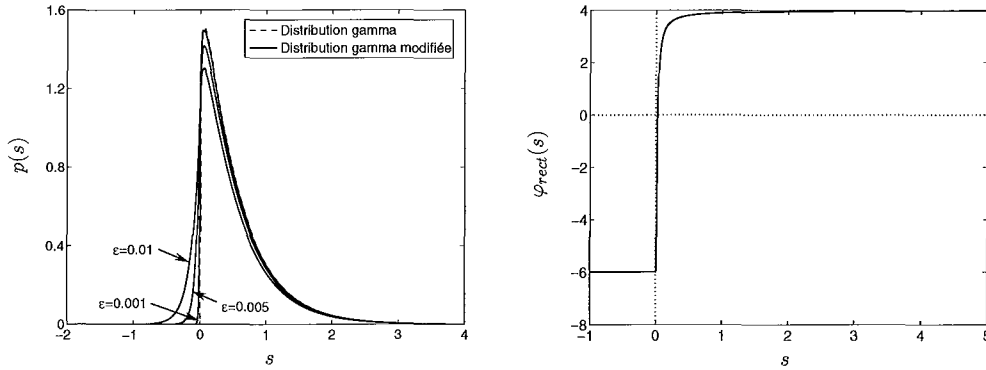 1.6
1.2
0.8
0.4
0
-2
-1
0
1
2
3
4
p(s)
s
Distribution gamma
Distribution gamma modifiée
ε=0.01
ε=0.001
ε=0.005
4
2
0
-2
-4
-6
-8
-1
0
1
2
3
4
5
φrect(s)
s